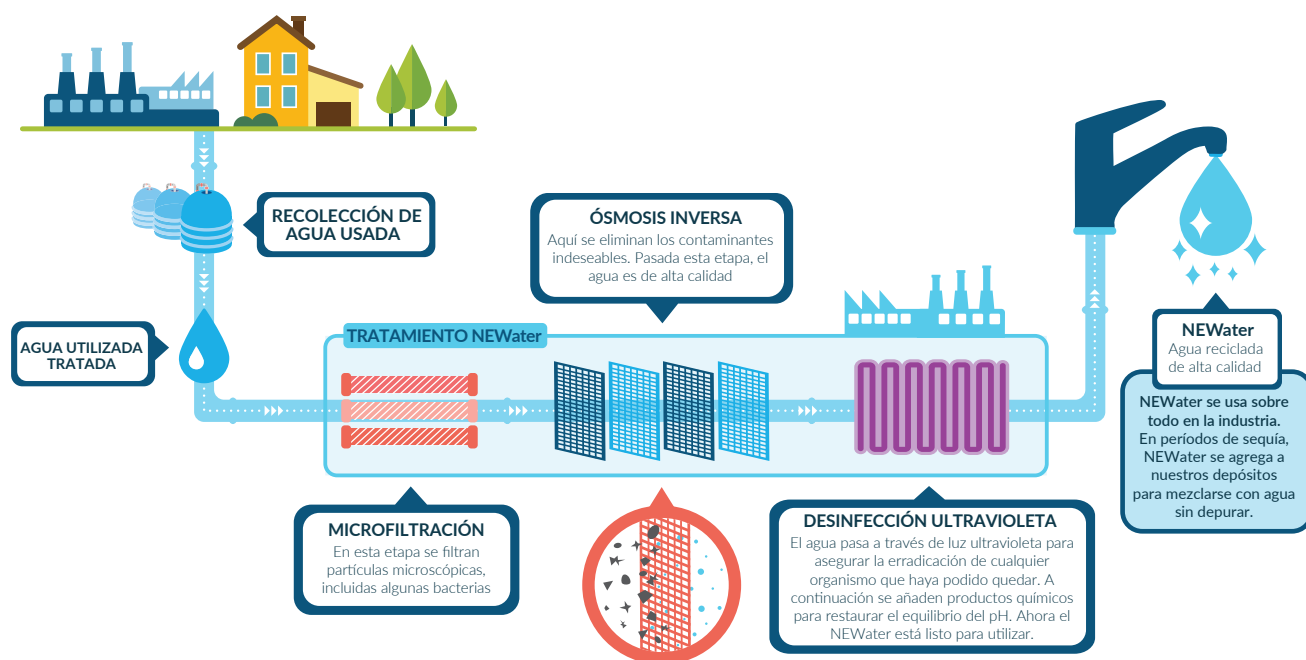 RECOLECCIÓN DE
AGUA USADA
AGUA UTILIZADA
TRATADA
TRATAMIENTO NEWater
MICROFILTRACIÓN
En esta etapa se filtran
partículas microscópicas,
incluidas algunas bacterias
ÓSMOSIS INVERSA
Aquí se eliminan los contaminantes
indeseables. Pasada esta etapa, el
agua es de alta calidad
DESINFECCIÓN ULTRAVIOLETA
El agua pasa a través de luz ultravioleta para
asegurar la erradicación de cualquier
organismo que haya podido quedar. A
continuación se añaden productos químicos
para restaurar el equilibrio del pH. Ahora el
NEWater está listo para utilizar.
NEWater
Agua reciclada
de alta calidad
NEWater se usa sobre
todo en la industria.
En períodos de sequía,
NEWater se agrega a
nuestros depósitos
para mezclarse con agua
sin depurar.